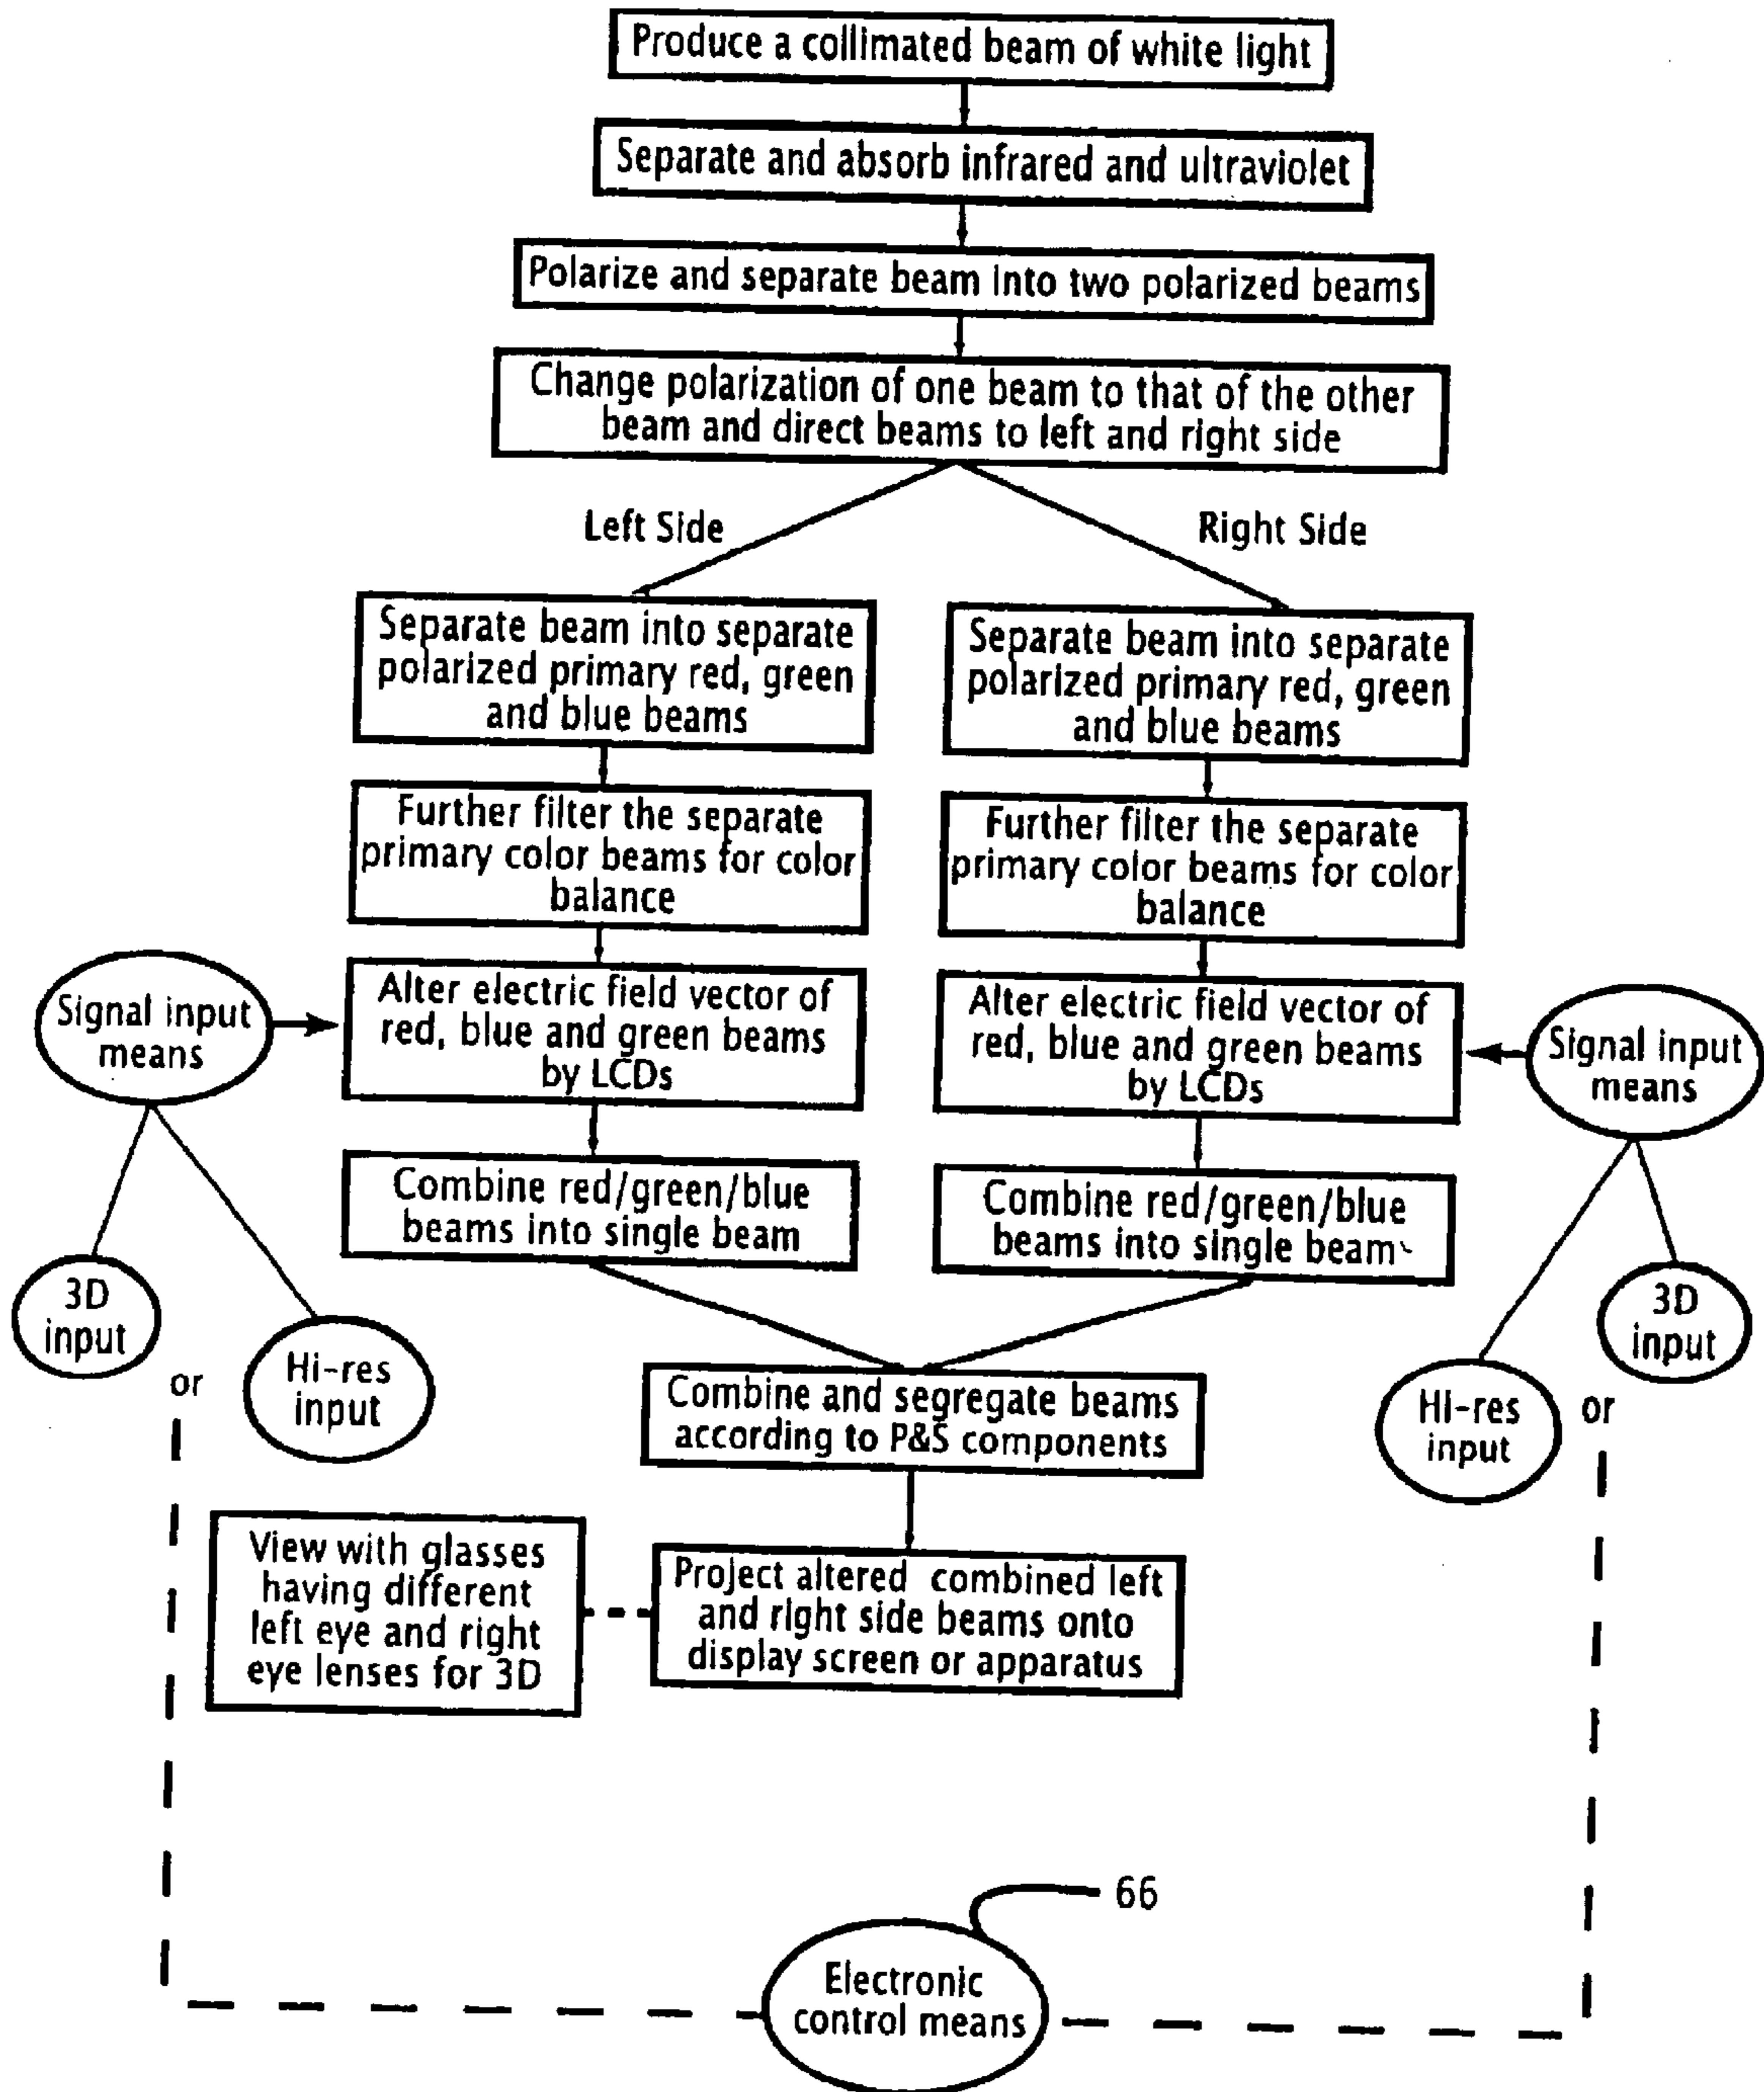 Produce a collimated beam of white light
Separate and absorb infrared and ultraviolet
Polarize and separate beam into two polarized beams
Change polarization of one beam to that of the other
beam and direct beams to left and right side
Left Side
Right Side
Separate beam into separate
polarized primary red, green
and blue beams
Separate beam into separate
polarized primary red, green
and blue beams
Further filter the separate
primary color beams for color
balance
Further filter the separate
primary color beams for color
balance
Signal input
means
Alter electric field vector of
red, blue and green beams
by LCDs
Alter electric field vector of
red, blue and green beams
by LCDs
Signal input
means
Combine red/green/blue
beams into single beam
Combine red/green/blue
beams into single beam
3D
input
or
Hi-res
input
Combine and segregate beams
according to P&S components
HI-res
input
or
3D
input
View with glasses
having different
left eye and right
eye lenses for 3D
Project altered combined left
and right side beams onto
display screen or apparatus
66
Electronic
control means